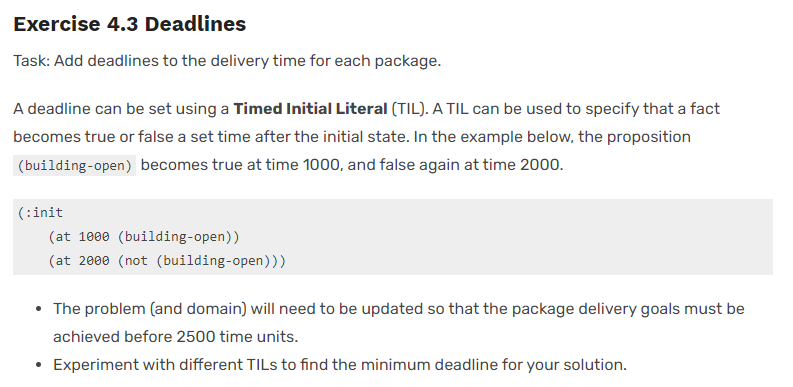 Exercise 4.3 Deadlines
Task: Add deadlines to the delivery time for each package.
A deadline can be set using a Timed Initial Literal (TIL). A TIL can be used to specify that a fact
becomes true or false a set time after the initial state. In the example below, the proposition
(building-open) becomes true at time 1000, and false again at time 2000.
(:init
(at 1000 (building-open))
(at 2000 (not (building-open)))
• The problem (and domain) will need to be updated so that the package delivery goals must be
achieved before 2500 time units.
• Experiment with different TILs to find the minimum deadline for your solution.